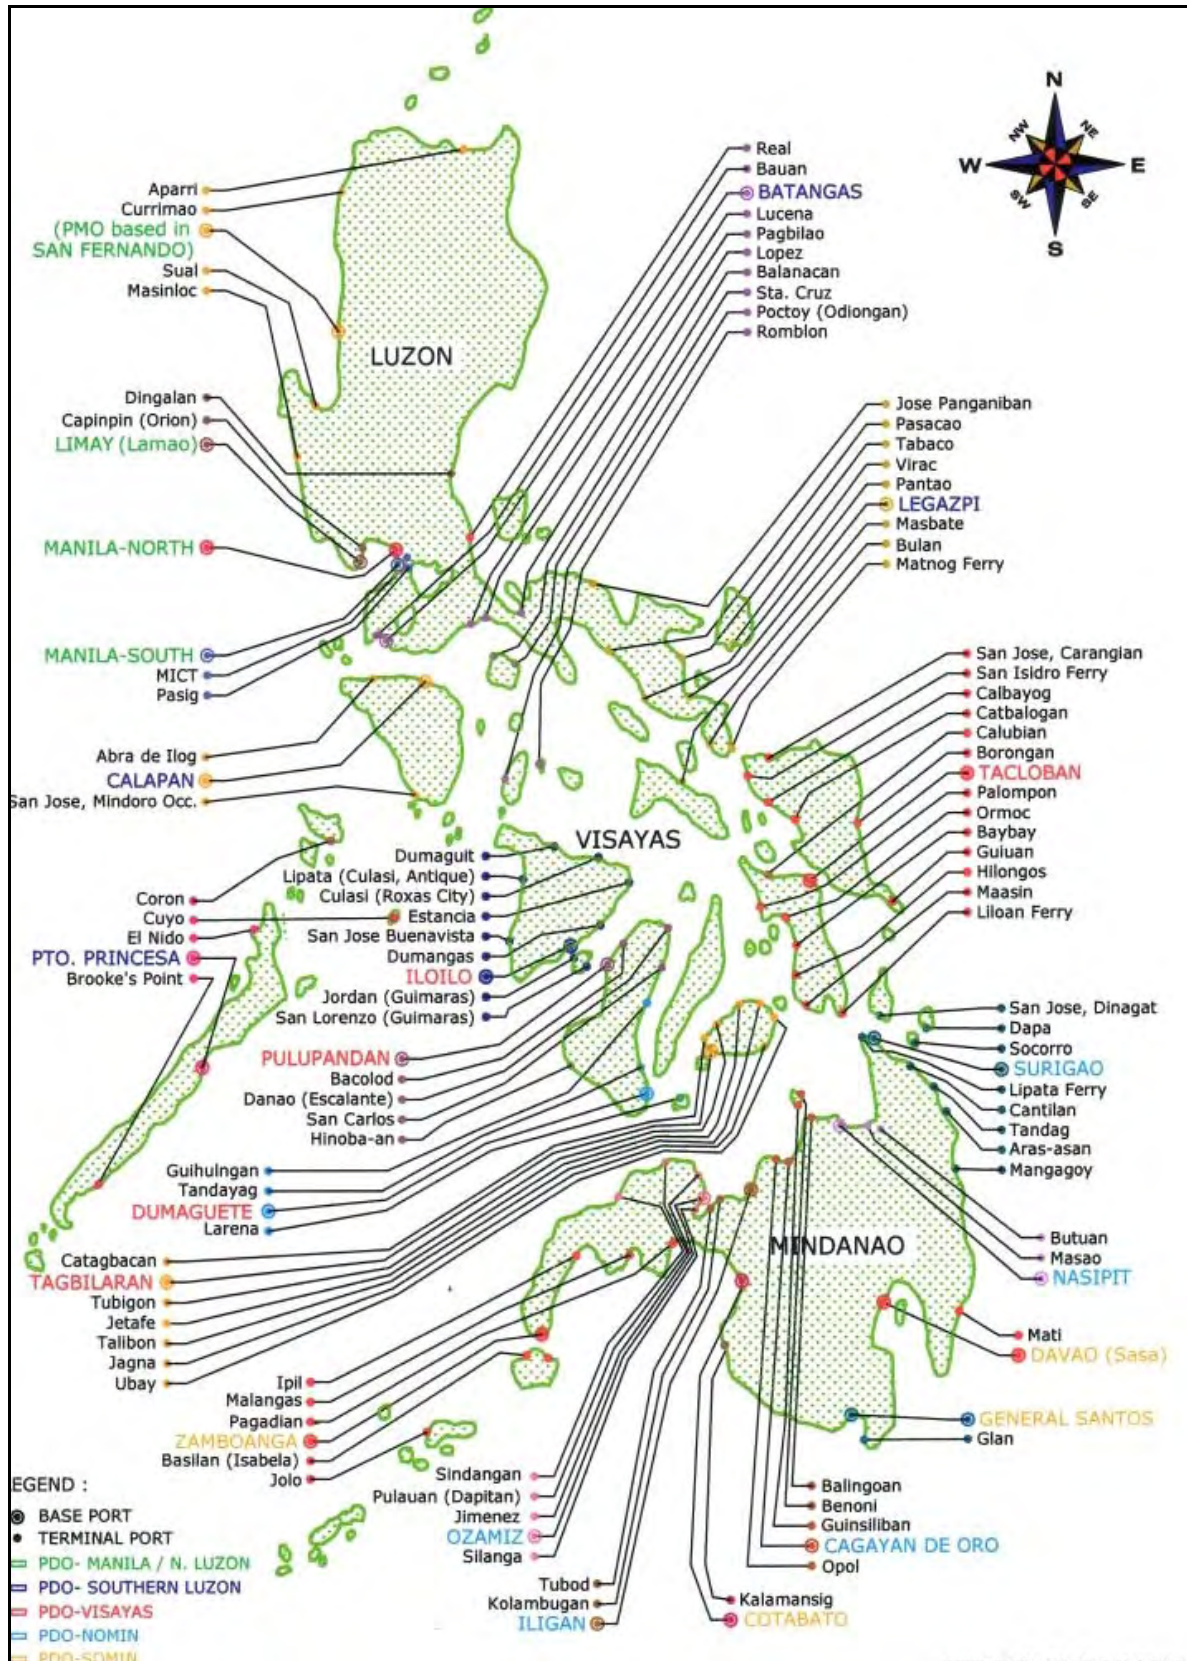 N
NW
NE
W
E
SW
SE
S
Aparri
Currimao
(PMO based in
SAN FERNANDO)
Sual
Masinloc
LUZON
Dingalan
Capinpin (Orion)
LIMAY (Lamao)
MANILA-NORTH
MANILA-SOUTH
MICT
Pasig
Abra de Ilog
CALAPAN
San Jose, Mindoro Occ.
Real
Bauan
BATANGAS
Lucena
Pagbilao
Lopez
Balanacan
Sta. Cruz
Poctoy (Odiongan)
Romblon
Jose Panganiban
Pasacao
Tabaco
Virac
Pantao
LEGAZPI
Masbate
Bulan
Matnog Ferry
San Jose, Carangian
San Isidro Ferry
Calbayog
Catbalogan
Calubian
Borongan
TACLOBAN
Palompon
Ormoc
Baybay
Guiuan
Hilongos
Maasin
Liloan Ferry
VISAYAS
Dumaguit
Lipata (Culasi, Antique)
Culasi (Roxas City)
Estancia
San Jose Buenavista
Dumangas
ILOILO
Jordan (Guimaras)
San Lorenzo (Guimaras)
Coron
Cuyo
El Nido
PTO. PRINCESA
Brooke's Point
PULUPANDAN
Bacolod
Danao (Escalante)
San Carlos
Hinoba-an
San Jose, Dinagat
Dapa
Socorro
SURIGAO
Lipata Ferry
Cantilan
Tandag
Aras-asan
Mangagoy
Guihulngan
Tandayag
DUMAGUETE
Larena
Catagbacan
TAGBILARAN
Tubigon
Jetafe
Talibon
Jagna
Ubay
MINDANAO
Butuan
Masao
NASIPIT
Mati
DAVAO (Sasa)
GENERAL SANTOS
Glan
Ipil
Malangas
Pagadian
ZAMBOANGA
Basilan (Isabela)
Jolo
Sindangan
Pulauan (Dapitan)
Jimenez
OZAMIZ
Silanga
Tubod
Kolambugan
ILIGAN
Balingoan
Benoni
Guinsiliban
CAGAYAN DE ORO
Opol
Kalamansig
COTABATO
LEGEND :
BASE PORT
TERMINAL PORT
PDO- MANILA / N. LUZON
PDO- SOUTHERN LUZON
PDO-VISAYAS
PDO-NOMIN
PDO-SOMIN